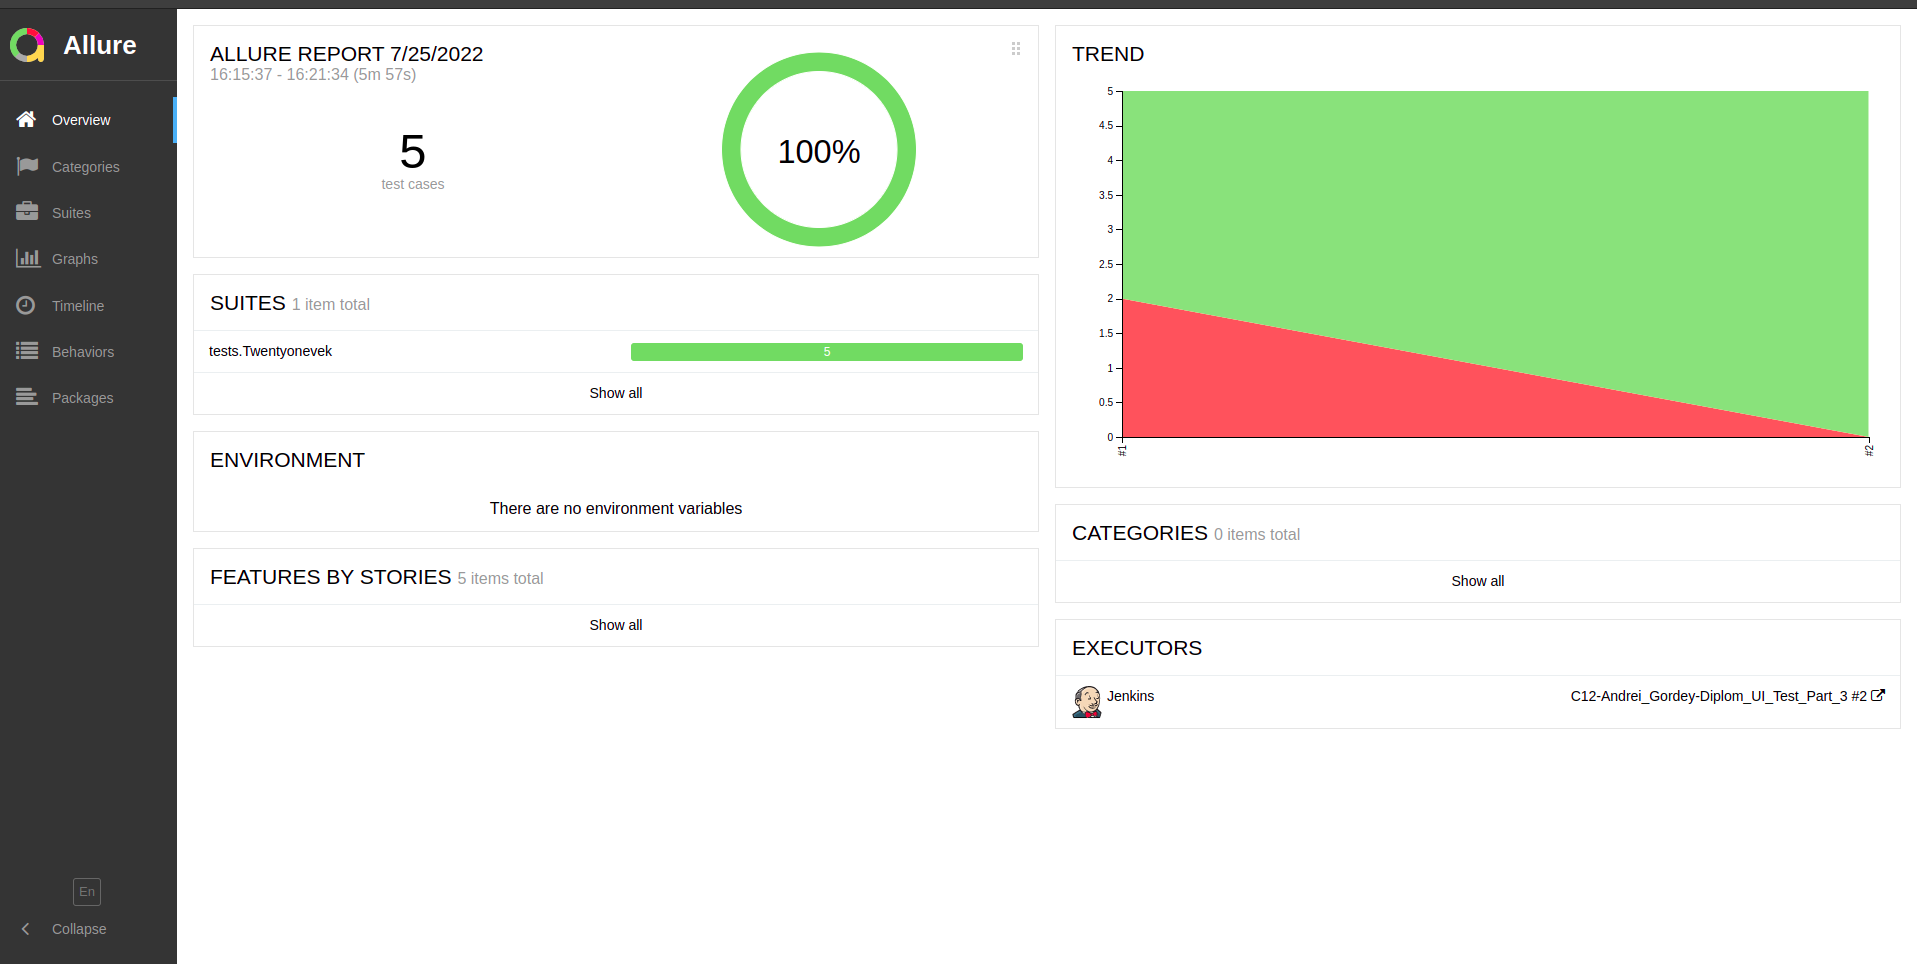 Allure
Overview
Categories
Suites
Graphs
Timeline
Behaviors
Packages
En
Collapse
ALLURE REPORT 7/25/2022
16:15:37 - 16:21:34 (5m 57s)
5
test cases
100%
SUITES 1 item total
tests.Twentyonevek 5
Show all
ENVIRONMENT
There are no environment variables
FEATURES BY STORIES 5 items total
Show all
TREND
5
4.5
4
3.5
3
2.5
2
1.5
1
0.5
0
#1 #2
CATEGORIES 0 items total
Show all
EXECUTORS
Jenkins C12-Andrei_Gordey-Diplom_UI_Test_Part_3 #2